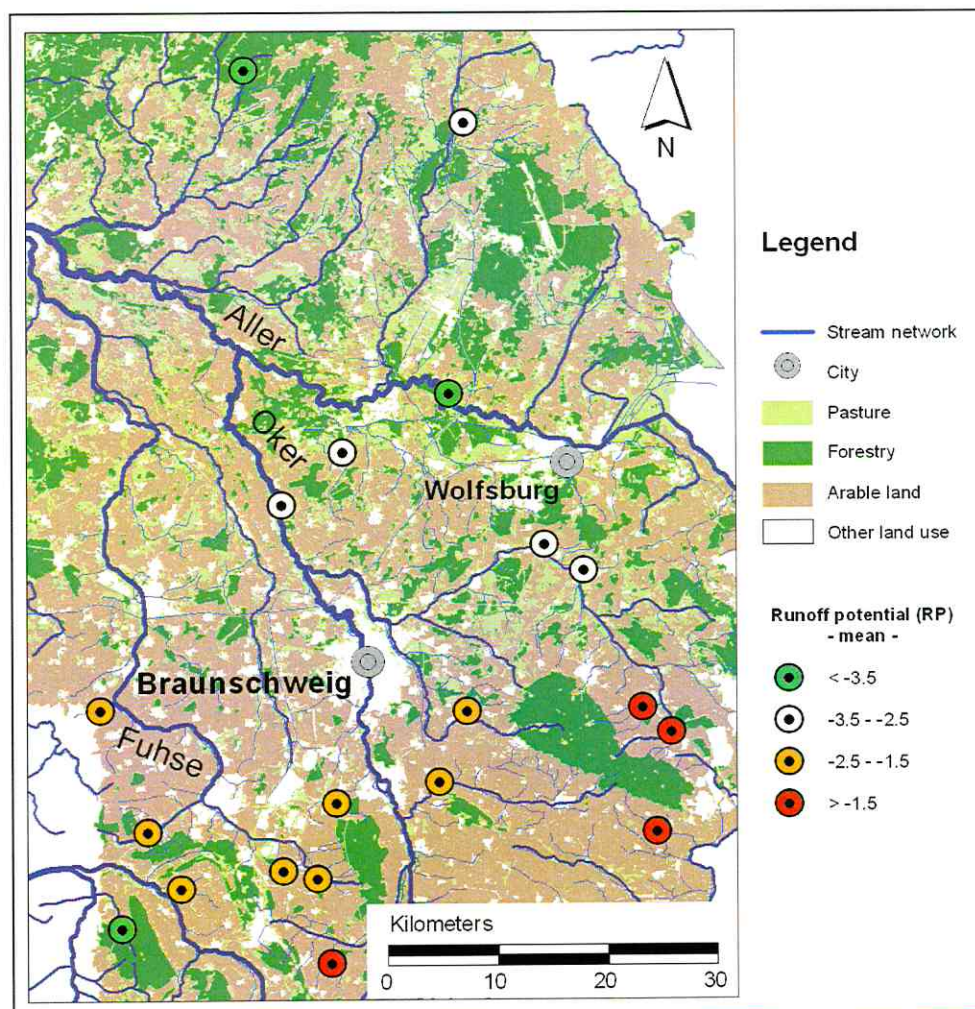 N
Aller
Oker
Wolfsburg
Braunschweig
Fuhse
Kilometers
0 10 20 30
Legend
Stream network
City
Pasture
Forestry
Arable land
Other land use
Runoff potential (RP)
- mean -
< -3.5
-3.5 - -2.5
-2.5 - -1.5
> -1.5